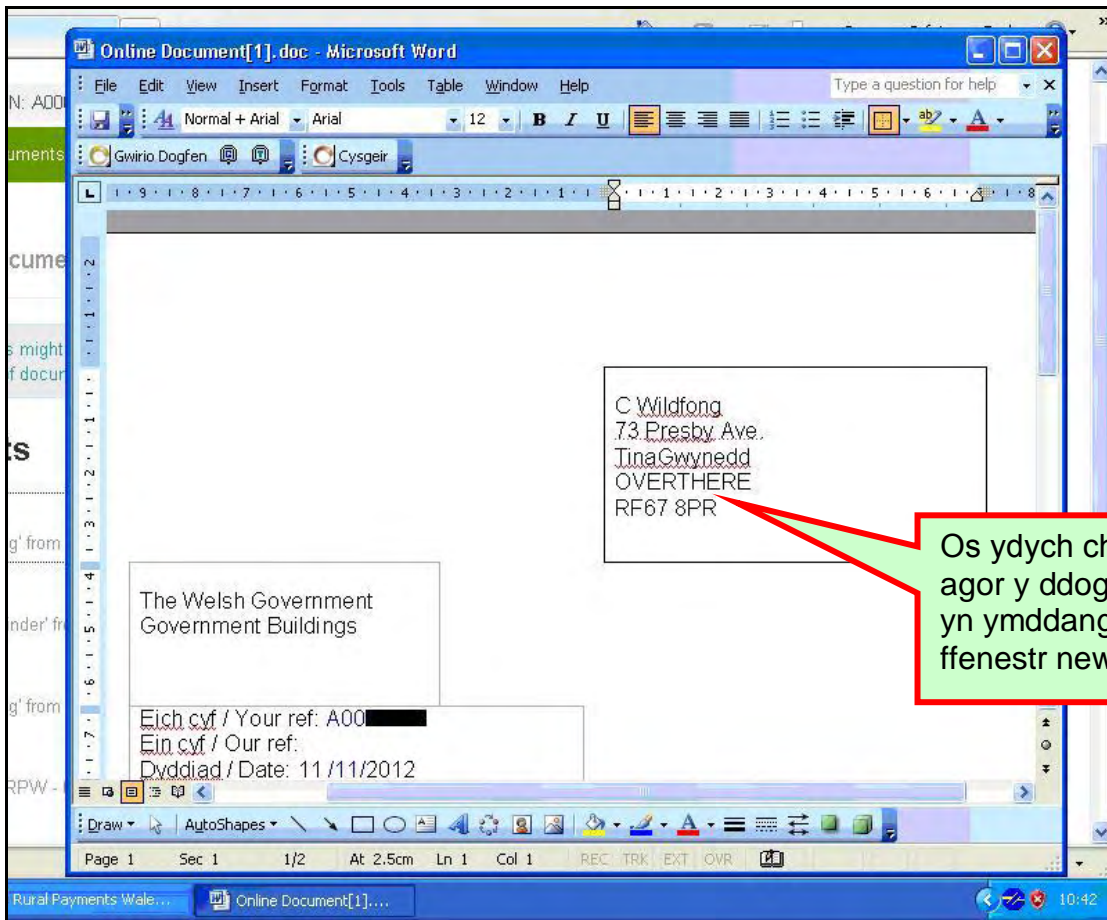 Online Document[1].doc - Microsoft Word
File Edit View Insert Format Tools Table Window Help
Type a question for help
Normal + Arial Arial 12 B I U
Gwirio Dogfen Cysgeir
N: A00
uments
cume
s might
f docur
:s
g' from
nder' fr
g' from
RPW -
C Wildfong
73 Presby Ave.
TinaGwynedd
OVERTHERE
RF67 8PR
Os ydych ch
agor y ddog
yn ymddang
ffenestr new
The Welsh Government
Government Buildings
Eich cyf / Your ref: A00
Ein cyf / Our ref:
Dyddiad / Date: 11 /11/2012
Draw AutoShapes
Page 1 Sec 1 1/2 At 2.5cm Ln 1 Col 1 REC TRK EXT OVR
Rural Payments Wale... Online Document[1].... 10:42